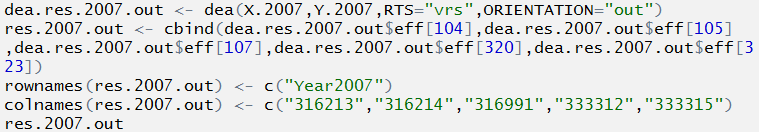 dea.res.2007.out <- dea(X.2007,Y.2007,RTS="vrs",ORIENTATION="out")
res.2007.out <- cbind(dea.res.2007.out$eff[104],dea.res.2007.out$eff[105]
,dea.res.2007.out$eff[107],dea.res.2007.out$eff[320],dea.res.2007.out$eff[3
23])
rownames(res.2007.out) <- c("Year2007")
colnames(res.2007.out) <- c("316213","316214","316991","333312","333315")
res.2007.out